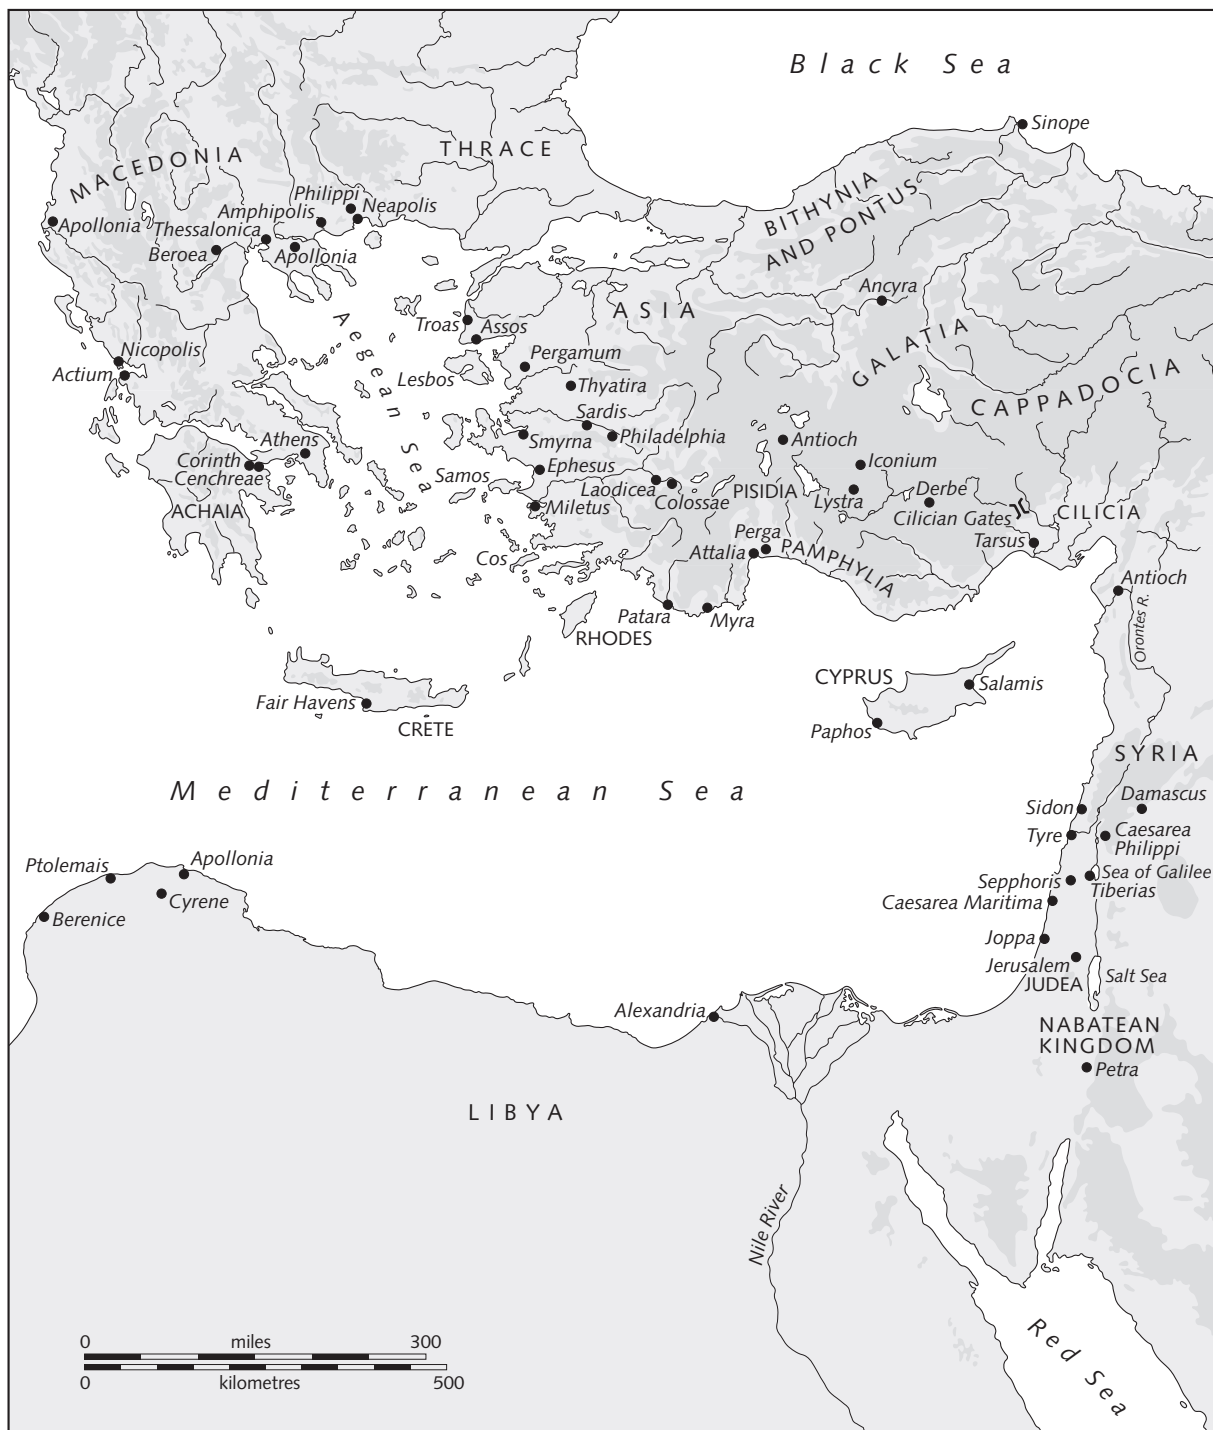 Black Sea
Sinope
THRACE
MACEDONIA
Philippi
Neapolis
Amphipolis
Apollonia
Thessalonica
Beroea
Apollonia
BITHYNIA
AND PONTUS
Ancyra
ASIA
GALATIA
Troas
Assos
Aegean Sea
Nicopolis
Actium
Pergamum
Lesbos
Thyatira
CAPPADOCIA
Sardis
Athens
Smyrna
Philadelphia
Antioch
Corinth
Cenchreae
Ephesus
Iconium
Samos
Laodicea
Colossae
PISIDIA
Lystra
Derbe
ACHAIA
Miletus
Cilician Gates
CILICIA
Perga
Tarsus
Attalia
PAMPHYLIA
Cos
Antioch
Patara
Myra
Orontes R.
RHODES
CYPRUS
Salamis
Fair Havens
CRETE
Paphos
SYRIA
Mediterranean Sea
Damascus
Sidon
Tyre
Caesarea
Philippi
Ptolemais
Apollonia
Sea of Galilee
Sepphoris
Tiberias
Cyrene
Caesarea Maritima
Berenice
Joppa
Jerusalem
JUDEA
Salt Sea
Alexandria
NABATEAN
KINGDOM
Petra
LIBYA
Nile River
Red Sea
0 miles 300
0 kilometres 500